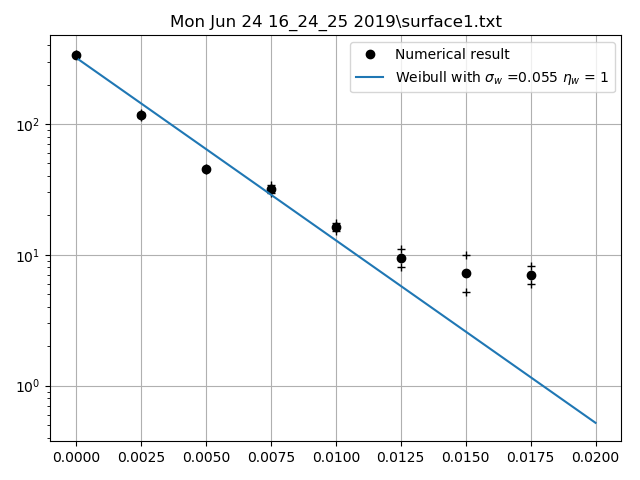 Mon Jun 24 16_24_25 2019\surface1.txt
Numerical result
Weibull with σw =0.055 ηw = 1
10²
10¹
10⁰
0.0000 0.0025 0.0050 0.0075 0.0100 0.0125 0.0150 0.0175 0.0200